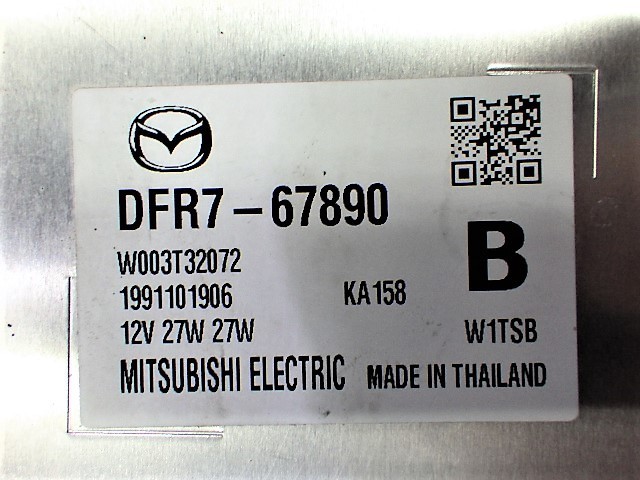 DFR7-67890
B
W003T32072
1991101906 KA158
12V 27W 27W W1TSB
MITSUBISHI ELECTRIC MADE IN THAILAND